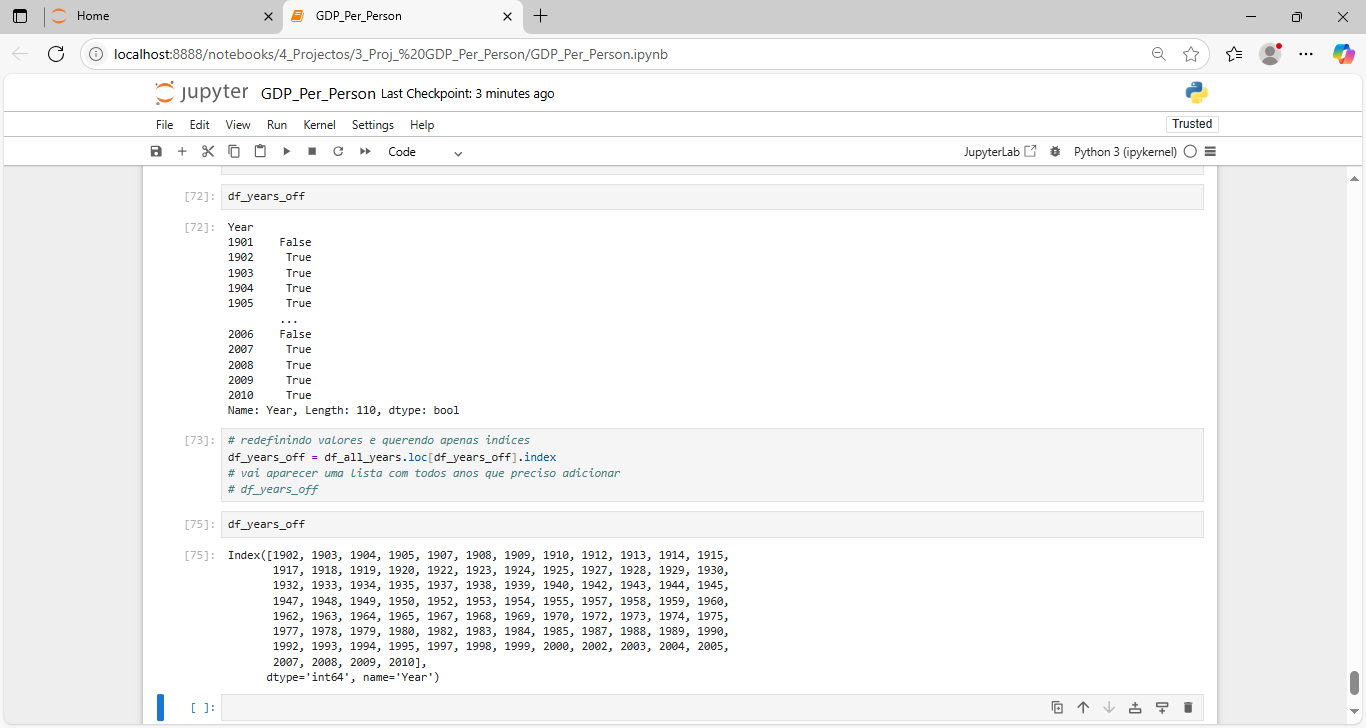 Home
GDP_Per_Person
localhost:8888/notebooks/4_Projectos/3_Proj_%20GDP_Per_Person/GDP_Per_Person.ipynb
jupyter GDP_Per_Person Last Checkpoint: 3 minutes ago
File Edit View Run Kernel Settings Help Trusted
Code JupyterLab Python 3 (ipykernel)
[72]: df_years_off
[72]: Year
1901 False
1902 True
1903 True
1904 True
1905 True
...
2006 False
2007 True
2008 True
2009 True
2010 True
Name: Year, Length: 110, dtype: bool
[73]: # redefinindo valores e querendo apenas indices
df_years_off = df_all_years.loc[df_years_off].index
# vai aparecer uma lista com todos anos que preciso adicionar
# df_years_off
[75]: df_years_off
[75]: Index([1902, 1903, 1904, 1905, 1907, 1908, 1909, 1910, 1912, 1913, 1914, 1915,
1917, 1918, 1919, 1920, 1922, 1923, 1924, 1925, 1927, 1928, 1929, 1930,
1932, 1933, 1934, 1935, 1937, 1938, 1939, 1940, 1942, 1943, 1944, 1945,
1947, 1948, 1949, 1950, 1952, 1953, 1954, 1955, 1957, 1958, 1959, 1960,
1962, 1963, 1964, 1965, 1967, 1968, 1969, 1970, 1972, 1973, 1974, 1975,
1977, 1978, 1979, 1980, 1982, 1983, 1984, 1985, 1987, 1988, 1989, 1990,
1992, 1993, 1994, 1995, 1997, 1998, 1999, 2000, 2002, 2003, 2004, 2005,
2007, 2008, 2009, 2010],
dtype='int64', name='Year')
[ ]: